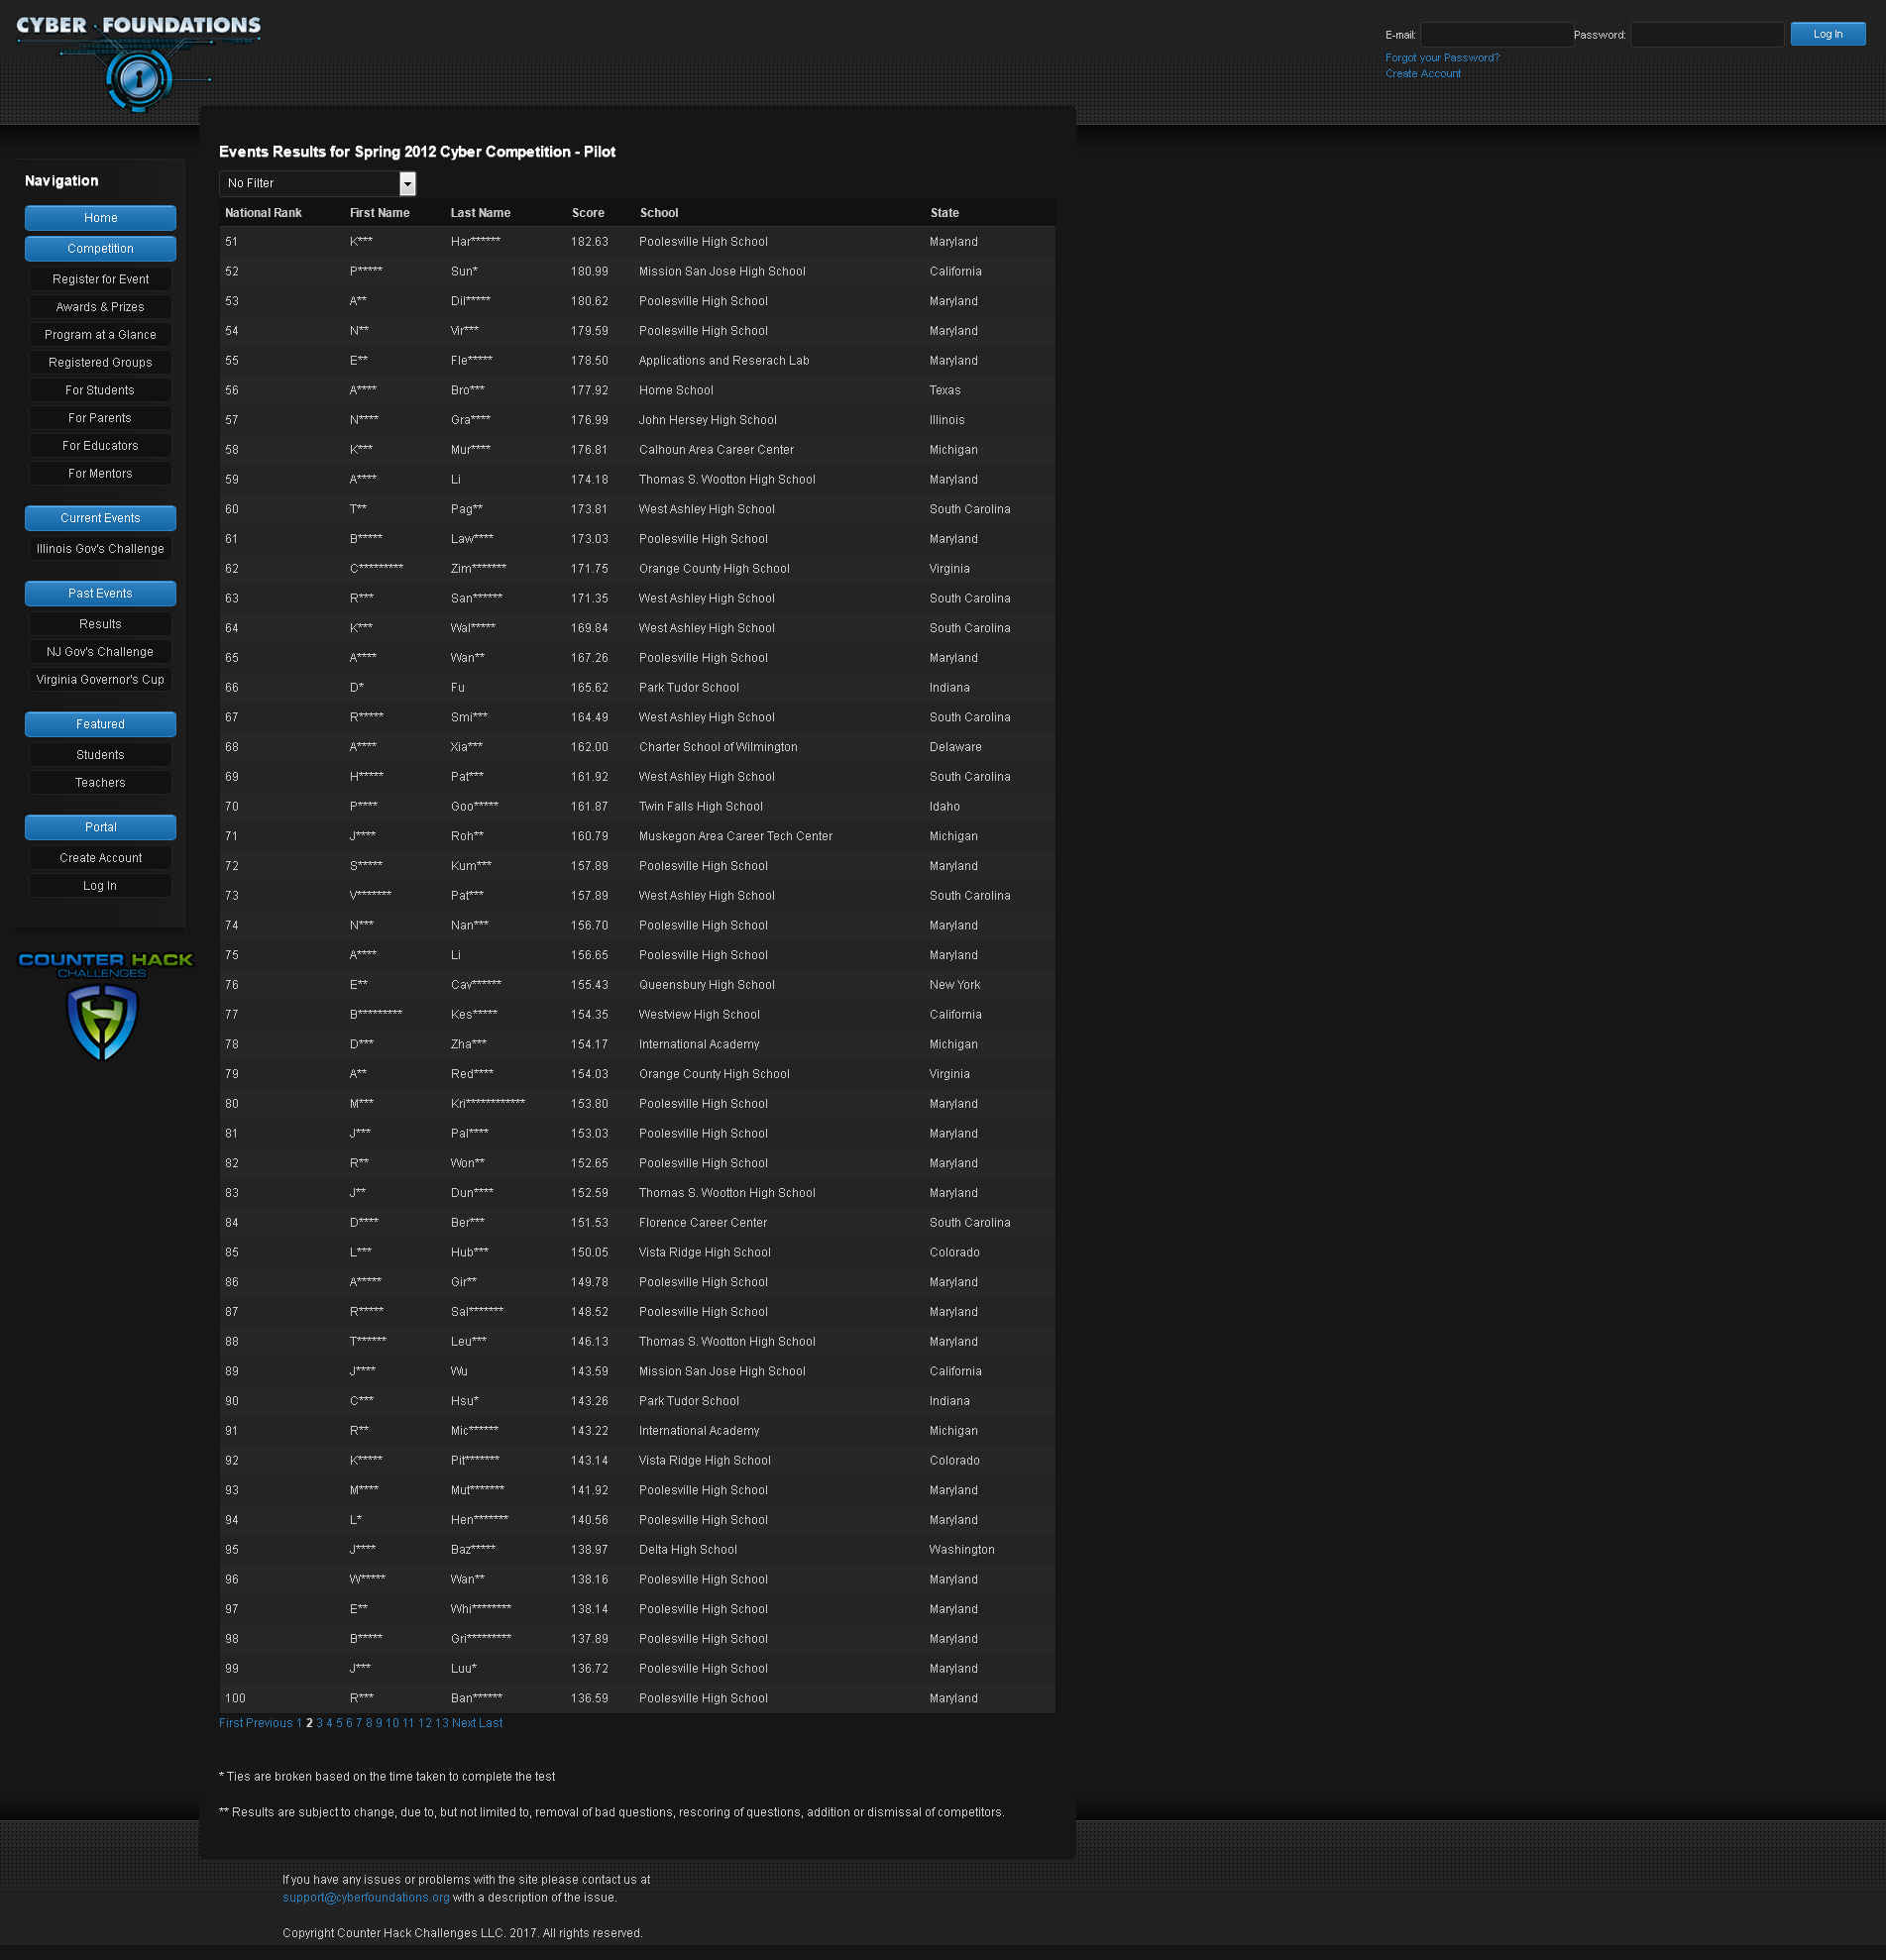 CYBER FOUNDATIONS
E-mail: Password: Log In
Forgot your Password?
Create Account
Navigation
Home
Competition
Register for Event
Awards & Prizes
Program at a Glance
Registered Groups
For Students
For Parents
For Educators
For Mentors
Current Events
Illinois Gov's Challenge
Past Events
Results
NJ Gov's Challenge
Virginia Governor's Cup
Featured
Students
Teachers
Portal
Create Account
Log In
COUNTER HACK
CHALLENGES
Events Results for Spring 2012 Cyber Competition - Pilot
No Filter
National Rank First Name Last Name Score School State
51 K*** Har****** 182.63 Poolesville High School Maryland
52 P***** Sun* 180.99 Mission San Jose High School California
53 A** Dil***** 180.62 Poolesville High School Maryland
54 N** Vir*** 179.59 Poolesville High School Maryland
55 E** Fle***** 178.50 Applications and Reserach Lab Maryland
56 A**** Bro*** 177.92 Home School Texas
57 N**** Gra**** 176.99 John Hersey High School Illinois
58 K*** Mur**** 176.81 Calhoun Area Career Center Michigan
59 A**** Li 174.18 Thomas S. Wootton High School Maryland
60 T** Pag** 173.81 West Ashley High School South Carolina
61 B***** Law**** 173.03 Poolesville High School Maryland
62 C********* Zim******* 171.75 Orange County High School Virginia
63 R*** San****** 171.35 West Ashley High School South Carolina
64 K*** Wal***** 169.84 West Ashley High School South Carolina
65 A**** Wan** 167.26 Poolesville High School Maryland
66 D* Fu 165.62 Park Tudor School Indiana
67 R***** Smi*** 164.49 West Ashley High School South Carolina
68 A**** Xia*** 162.00 Charter School of Wilmington Delaware
69 H***** Pat*** 161.92 West Ashley High School South Carolina
70 P**** Goo***** 161.87 Twin Falls High School Idaho
71 J**** Roh** 160.79 Muskegon Area Career Tech Center Michigan
72 S***** Kum*** 157.89 Poolesville High School Maryland
73 V******* Pat*** 157.89 West Ashley High School South Carolina
74 N*** Nan*** 156.70 Poolesville High School Maryland
75 A**** Li 156.65 Poolesville High School Maryland
76 E** Cav****** 155.43 Queensbury High School New York
77 B********* Kes***** 154.35 Westview High School California
78 D*** Zha*** 154.17 International Academy Michigan
79 A** Red**** 154.03 Orange County High School Virginia
80 M*** Kri************ 153.80 Poolesville High School Maryland
81 J*** Pal**** 153.03 Poolesville High School Maryland
82 R** Won** 152.65 Poolesville High School Maryland
83 J** Dun**** 152.59 Thomas S. Wootton High School Maryland
84 D**** Ber*** 151.53 Florence Career Center South Carolina
85 L*** Hub*** 150.05 Vista Ridge High School Colorado
86 A***** Gir** 149.78 Poolesville High School Maryland
87 R***** Sal******* 148.52 Poolesville High School Maryland
88 T****** Leu*** 146.13 Thomas S. Wootton High School Maryland
89 J**** Wu 143.59 Mission San Jose High School California
90 C*** Hsu* 143.26 Park Tudor School Indiana
91 R** Mic****** 143.22 International Academy Michigan
92 K***** Pit******* 143.14 Vista Ridge High School Colorado
93 M**** Mut******* 141.92 Poolesville High School Maryland
94 L* Hen******* 140.56 Poolesville High School Maryland
95 J**** Baz***** 138.97 Delta High School Washington
96 W***** Wan** 138.16 Poolesville High School Maryland
97 E** Whi******** 138.14 Poolesville High School Maryland
98 B***** Gri********* 137.89 Poolesville High School Maryland
99 J*** Luu* 136.72 Poolesville High School Maryland
100 R*** Ban****** 136.59 Poolesville High School Maryland
First Previous 1 2 3 4 5 6 7 8 9 10 11 12 13 Next Last
* Ties are broken based on the time taken to complete the test
** Results are subject to change, due to, but not limited to, removal of bad questions, rescoring of questions, addition or dismissal of competitors.
If you have any issues or problems with the site please contact us at
support@cyberfoundations.org with a description of the issue.
Copyright Counter Hack Challenges LLC. 2017. All rights reserved.